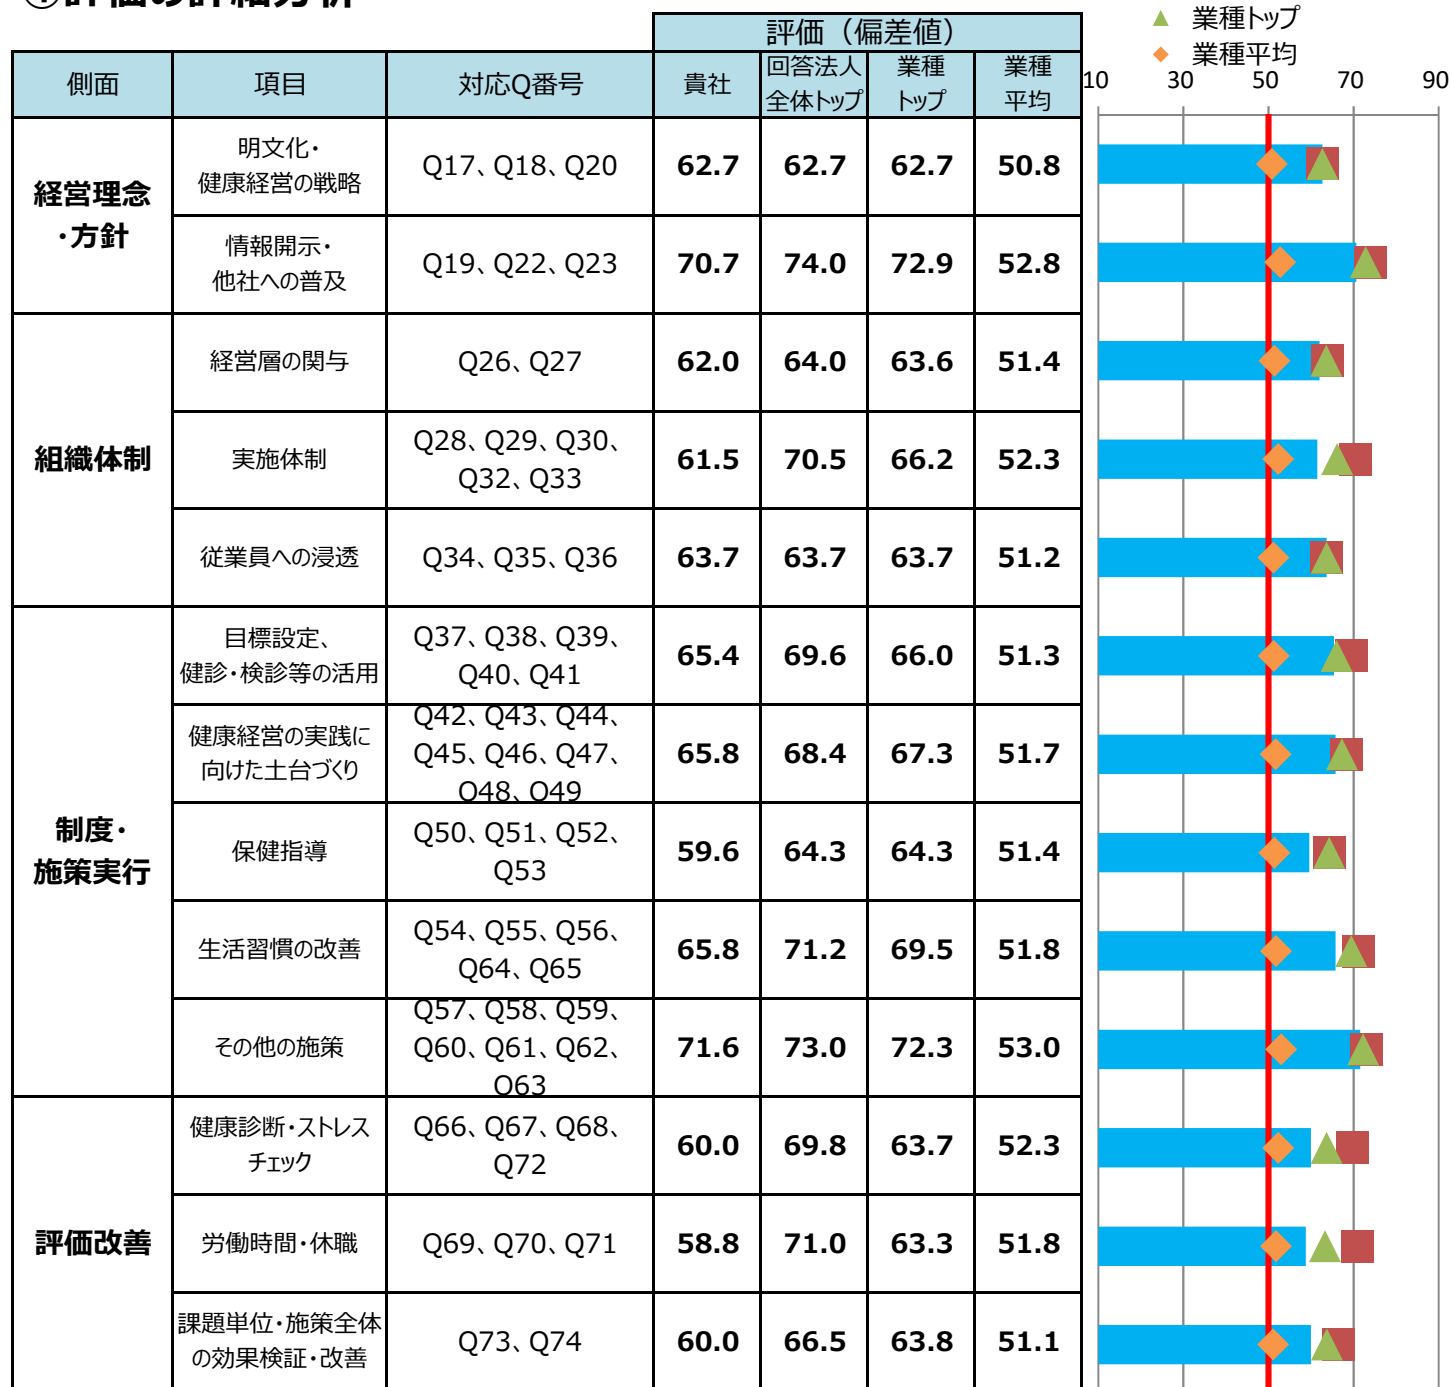 ①評価の詳細分析
業種トップ
業種平均
評価（偏差値）
側面 項目 対応Q番号 貴社 回答法人 業種 業種
全体トップ トップ 平均
10 30 50 70 90
経営理念
・方針
明文化・
健康経営の戦略
Q17、Q18、Q20 62.7 62.7 62.7 50.8
情報開示・
他社への普及
Q19、Q22、Q23 70.7 74.0 72.9 52.8
組織体制
経営層の関与 Q26、Q27 62.0 64.0 63.6 51.4
実施体制
Q28、Q29、Q30、
Q32、Q33
61.5 70.5 66.2 52.3
従業員への浸透 Q34、Q35、Q36 63.7 63.7 63.7 51.2
制度・
施策実行
目標設定、
健診・検診等の活用
Q37、Q38、Q39、
Q40、Q41
65.4 69.6 66.0 51.3
健康経営の実践に
向けた土台づくり
Q42、Q43、Q44、
Q45、Q46、Q47、
Q48、Q49
65.8 68.4 67.3 51.7
保健指導
Q50、Q51、Q52、
Q53
59.6 64.3 64.3 51.4
生活習慣の改善
Q54、Q55、Q56、
Q64、Q65
65.8 71.2 69.5 51.8
その他の施策
Q57、Q58、Q59、
Q60、Q61、Q62、
Q63
71.6 73.0 72.3 53.0
評価改善
健康診断・ストレス
チェック
Q66、Q67、Q68、
Q72
60.0 69.8 63.7 52.3
労働時間・休職 Q69、Q70、Q71 58.8 71.0 63.3 51.8
課題単位・施策全体
の効果検証・改善
Q73、Q74 60.0 66.5 63.8 51.1